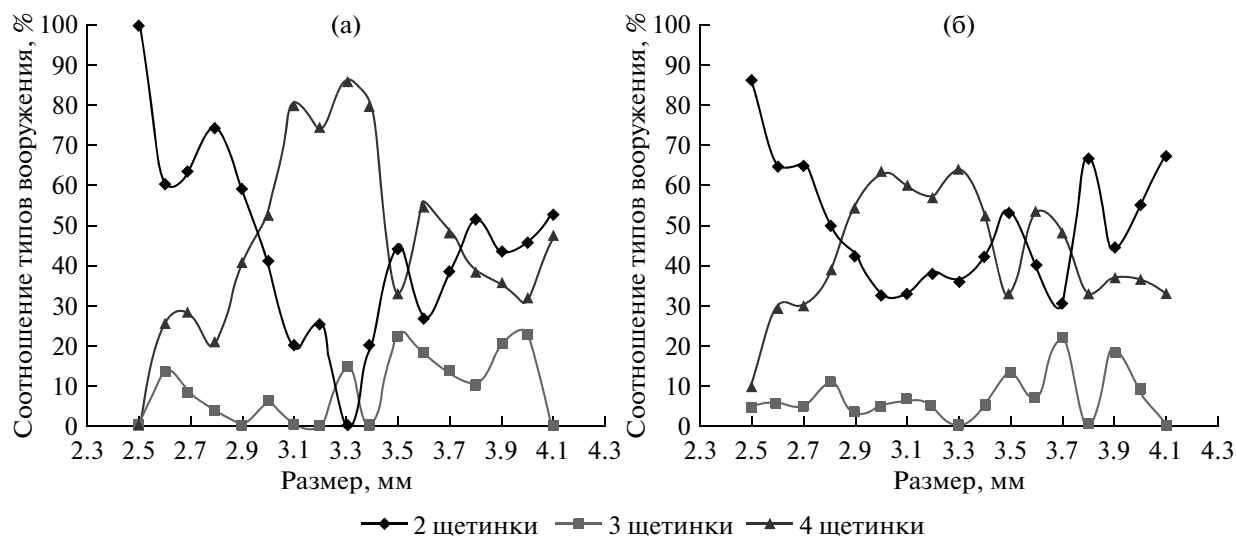 (а)
Соотношение типов вооружения, %
100
90
80
70
60
50
40
30
20
10
0
2.3 2.5 2.7 2.9 3.1 3.3 3.5 3.7 3.9 4.1 4.3
Размер, мм
(б)
Соотношение типов вооружения, %
100
90
80
70
60
50
40
30
20
10
0
2.3 2.5 2.7 2.9 3.1 3.3 3.5 3.7 3.9 4.1 4.3
Размер, мм
2 щетинки 3 щетинки 4 щетинки